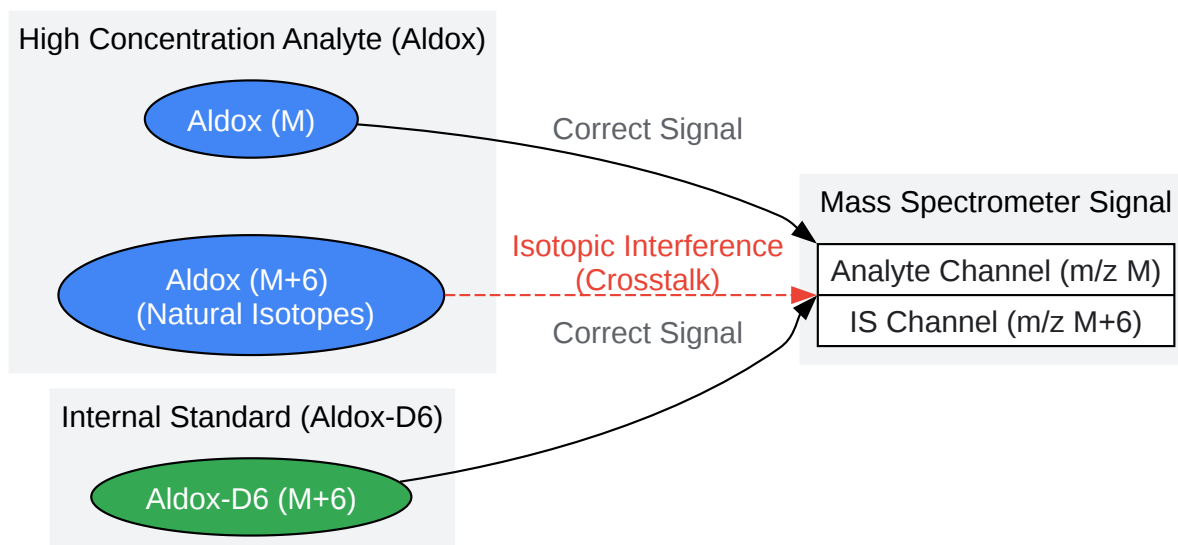 High Concentration Analyte (Aldox)
Aldox (M)
Correct Signal
Mass Spectrometer Signal
Aldox (M+6)
(Natural Isotopes)
Isotopic Interference
(Crosstalk)
Analyte Channel (m/z M)
IS Channel (m/z M+6)
Correct Signal
Internal Standard (Aldox-D6)
Aldox-D6 (M+6)